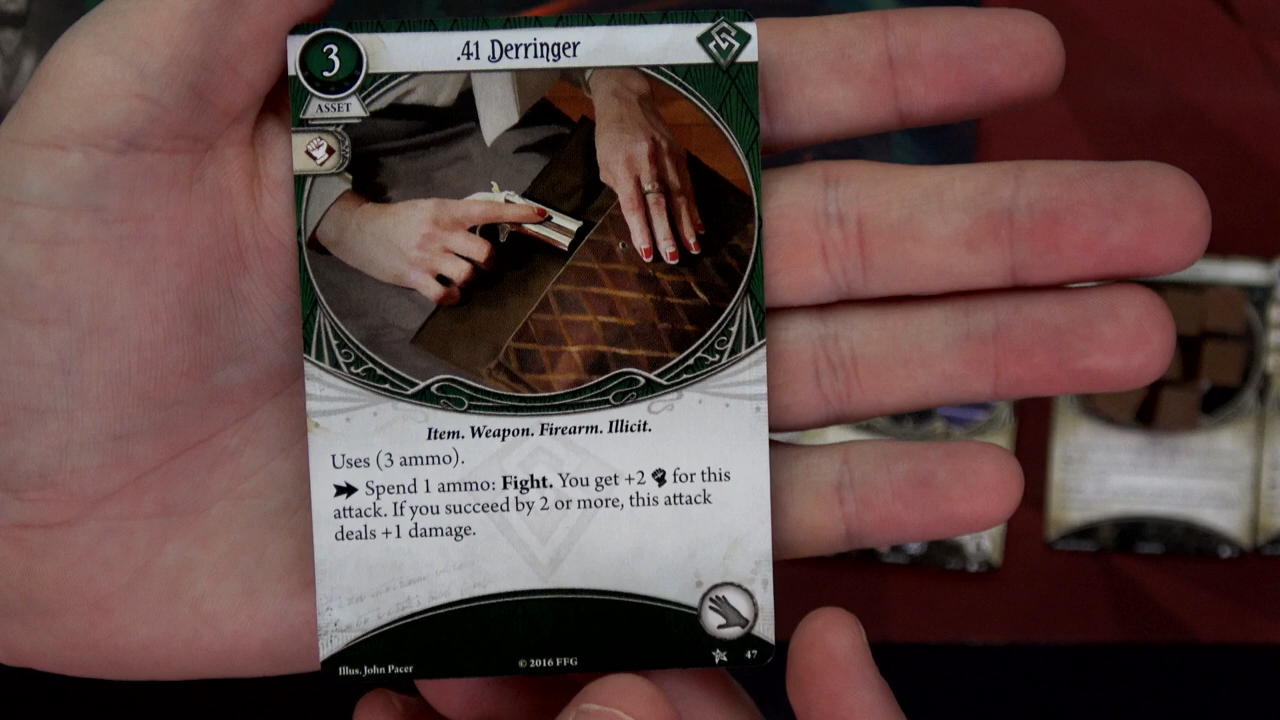 3
.41 Derringer
ASSET
Item. Weapon. Firearm. Illicit.
Uses (3 ammo).
Spend 1 ammo: Fight. You get +2 for this
attack. If you succeed by 2 or more, this attack
deals +1 damage.
Illus. John Pacer
© 2016 FFG
47